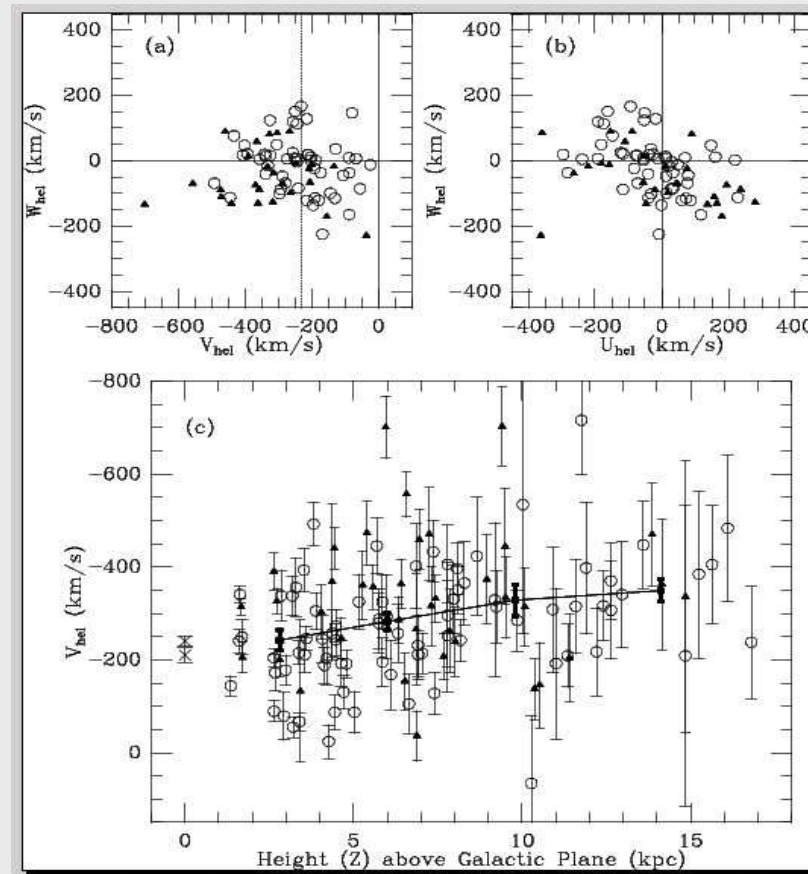 (a)
(b)
400
200
0
-200
-400
W_hel (km/s)
-800 -600 -400 -200 0
V_hel (km/s)
400
200
0
-200
-400
W_hel (km/s)
-400 -200 0 200 400
U_hel (km/s)
(c)
-800
-600
-400
-200
0
V_hel (km/s)
0 5 10 15
Height (Z) above Galactic Plane (kpc)